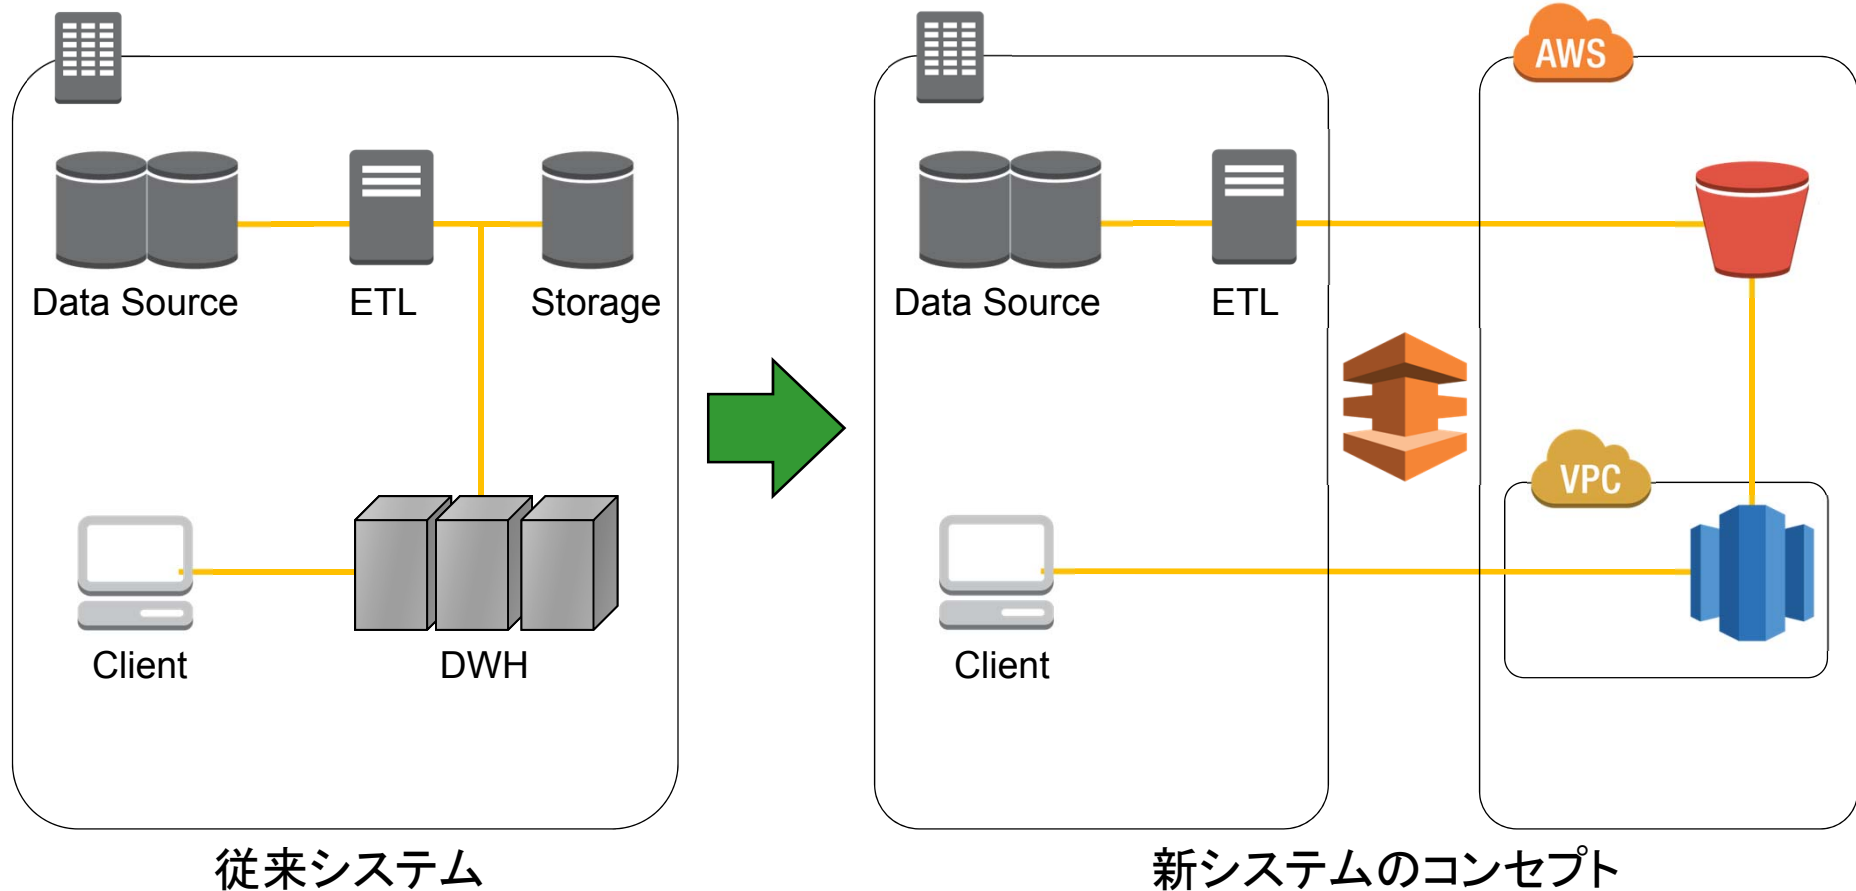 AWS
Data Source
ETL
Storage
Data Source
ETL
VPC
Client
DWH
Client
従来システム
新システムのコンセプト